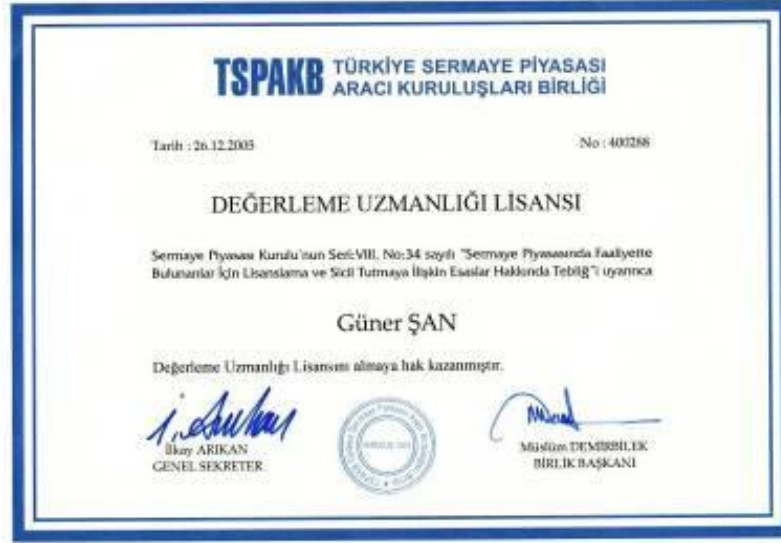 TSPAKB TÜRKİYE SERMAYE PİYASASI
ARACI KURULUŞLARI BİRLİĞİ
Tarih : 26.12.2005
No : 400288
DEĞERLEME UZMANLIĞI LİSANSI
Sermaye Piyasası Kurulu'nun Seri:VIII, No:34 sayılı "Sermaye Piyasasında Faaliyette
Bulunanlar İçin Lisanslama ve Sicil Tutmaya İlişkin Esaslar Hakkında Tebliğ"i uyarınca
Güner ŞAN
Değerleme Uzmanlığı Lisansını almaya hak kazanmıştır.
İlkay ARIKAN
GENEL SEKRETER
Müslüm DEMİRBİLEK
BİRLİK BAŞKANI